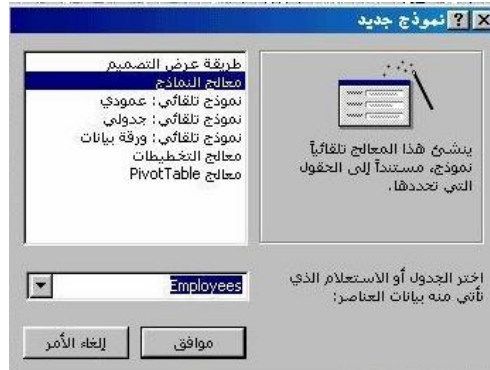 نموذج جديد
طريقة عرض التصميم
معالج النماذج
نموذج تلقائي: عمودي
نموذج تلقائي: جدولي
نموذج تلقائي: ورقة بيانات
معالج التخطيطات
معالج PivotTable
ينشئ هذا المعالج تلقائياً
نموذج، مستنداً إلى الحقول
التي تحددها.
اختر الجدول أو الاستعلام الذي
تأتي منه بيانات العناصر:
Employees
موافق
إلغاء الأمر